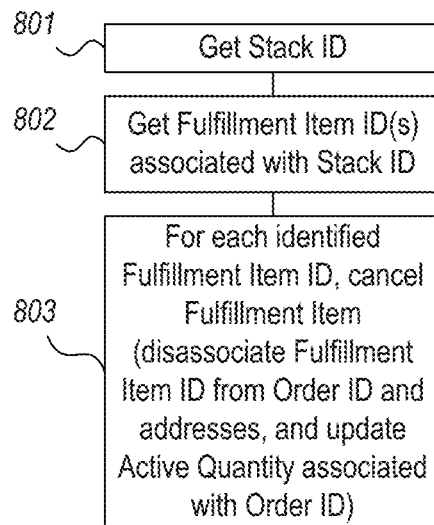 801
Get Stack ID
802
Get Fulfillment Item ID(s)
associated with Stack ID
803
For each identified
Fulfillment Item ID, cancel
Fulfillment Item
(disassociate Fulfillment
Item ID from Order ID and
addresses, and update
Active Quantity associated
with Order ID)